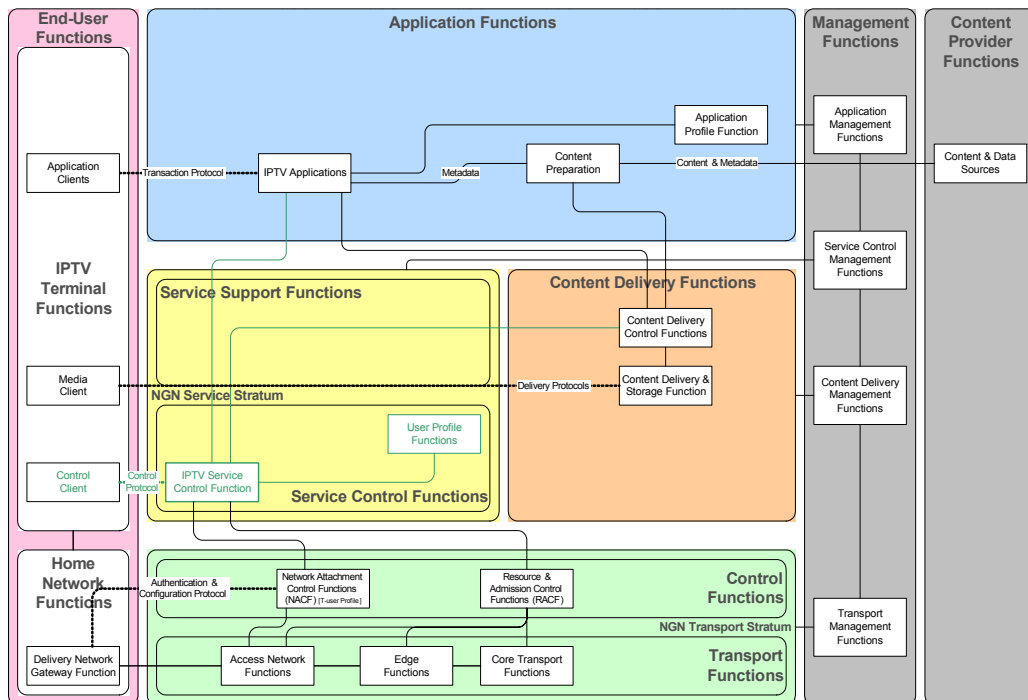 End-User
Functions
Application Functions
Management
Functions
Content
Provider
Functions
Application
Profile Function
Application
Management
Functions
Application
Clients
Transaction Protocol
IPTV Applications
Metadata
Content
Preparation
Content & Metadata
Content & Data
Sources
IPTV
Terminal
Functions
Service Control
Management
Functions
Service Support Functions
Content Delivery Functions
Content Delivery
Control Functions
Media
Client
Delivery Protocols
Content Delivery &
Storage Function
Content Delivery
Management
Functions
NGN Service Stratum
User Profile
Functions
Control
Client
Control
Protocol
IPTV Service
Control Function
Service Control Functions
Home
Network
Functions
Authentication &
Configuration Protocol
Network Attachment
Control Functions
(NACF) [T-user Profile]
Resource &
Admission Control
Functions (RACF)
Control
Functions
NGN Transport Stratum
Transport
Management
Functions
Delivery Network
Gateway Function
Access Network
Functions
Edge
Functions
Core Transport
Functions
Transport
Functions